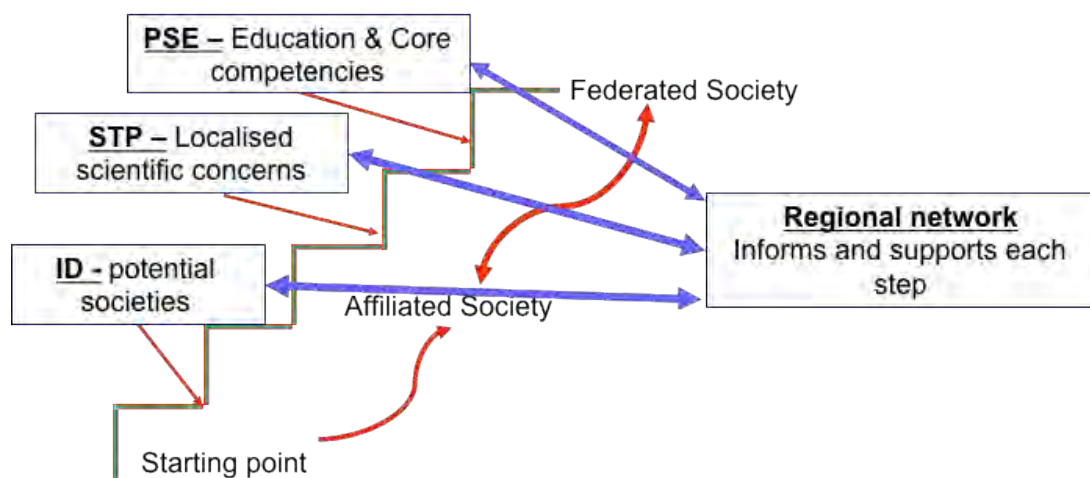 PSE – Education & Core
competencies
Federated Society
STP – Localised
scientific concerns
Regional network
Informs and supports each
step
ID - potential
societies
Affiliated Society
Starting point